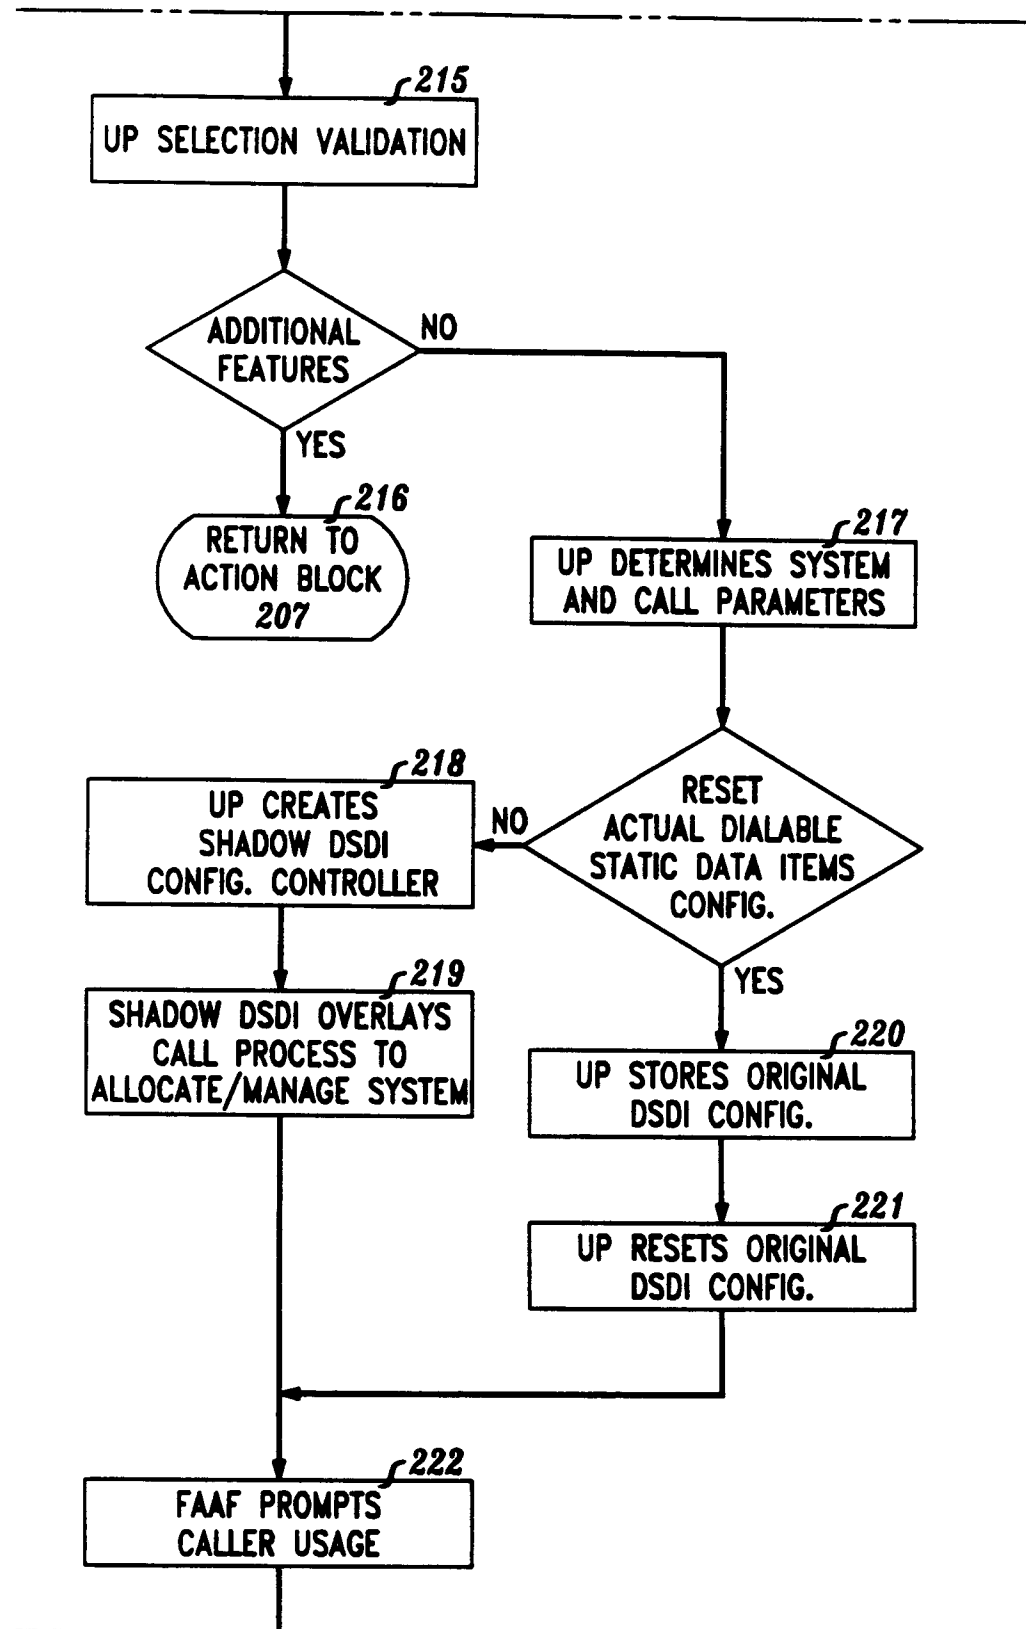 215
UP SELECTION VALIDATION
ADDITIONAL
FEATURES
NO
YES
216
RETURN TO
ACTION BLOCK
207
217
UP DETERMINES SYSTEM
AND CALL PARAMETERS
RESET
ACTUAL DIALABLE
STATIC DATA ITEMS
CONFIG.
NO
YES
218
UP CREATES
SHADOW DSDI
CONFIG. CONTROLLER
219
SHADOW DSDI OVERLAYS
CALL PROCESS TO
ALLOCATE/MANAGE SYSTEM
220
UP STORES ORIGINAL
DSDI CONFIG.
221
UP RESETS ORIGINAL
DSDI CONFIG.
222
FAAF PROMPTS
CALLER USAGE